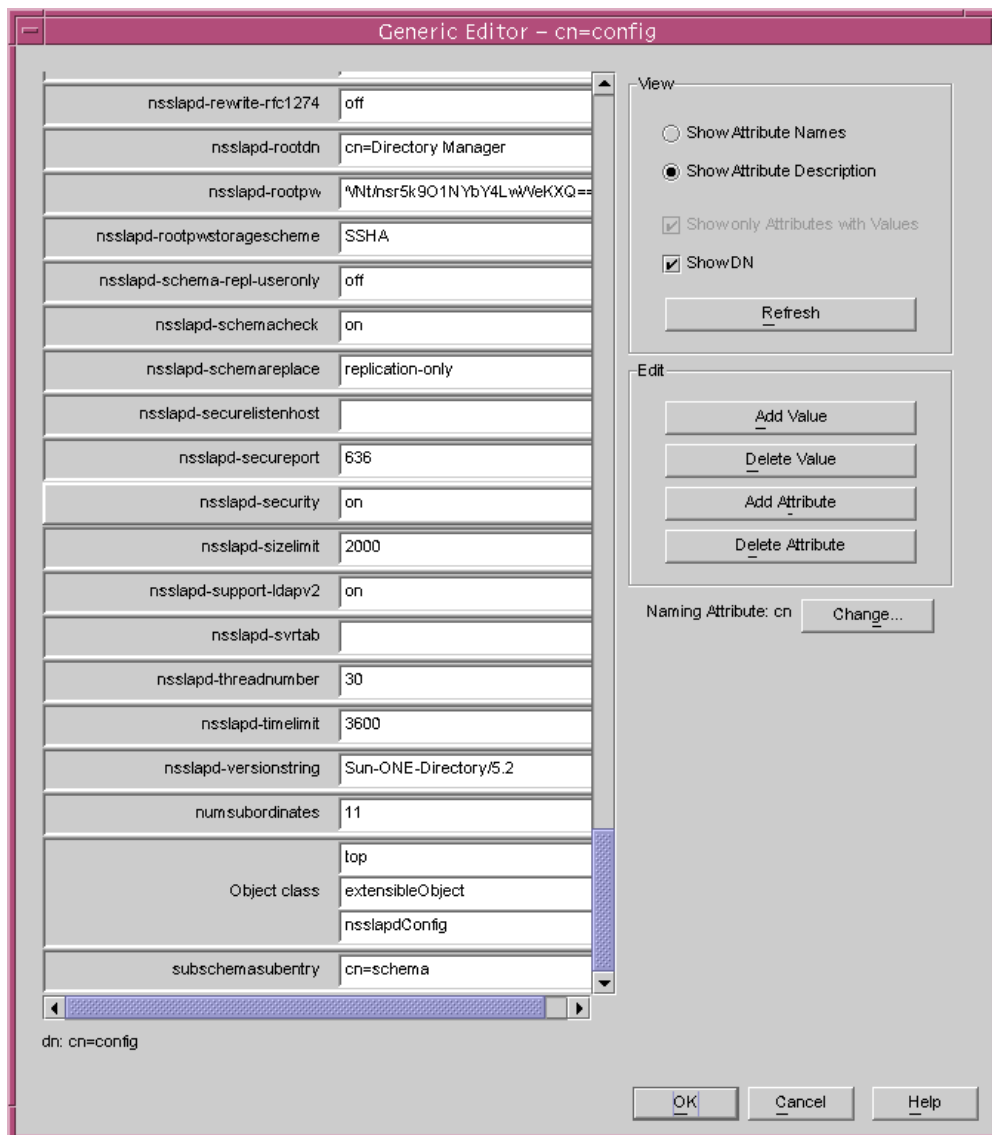 Generic Editor – cn=config
nsslapd-rewrite-rfc1274 off
nsslapd-rootdn cn=Directory Manager
nsslapd-rootpw
nsslapd-rootpwstoragescheme SSHA
nsslapd-schema-repl-useronly off
nsslapd-schemacheck on
nsslapd-schemareplace replication-only
nsslapd-securelistenhost
nsslapd-secureport 636
nsslapd-security on
nsslapd-sizelimit 2000
nsslapd-support-ldapv2 on
nsslapd-svrtab
nsslapd-threadnumber 30
nsslapd-timelimit 3600
nsslapd-versionstring Sun-ONE-Directory/5.2
numsubordinates 11
Object class
top
extensibleObject
nsslapdConfig
subschemasubentry cn=schema
dn: cn=config
View
Show Attribute Names
Show Attribute Description
Show only Attributes with Values
Show DN
Refresh
Edit
Add Value
Delete Value
Add Attribute
Delete Attribute
Naming Attribute: cn Change...
OK Cancel Help